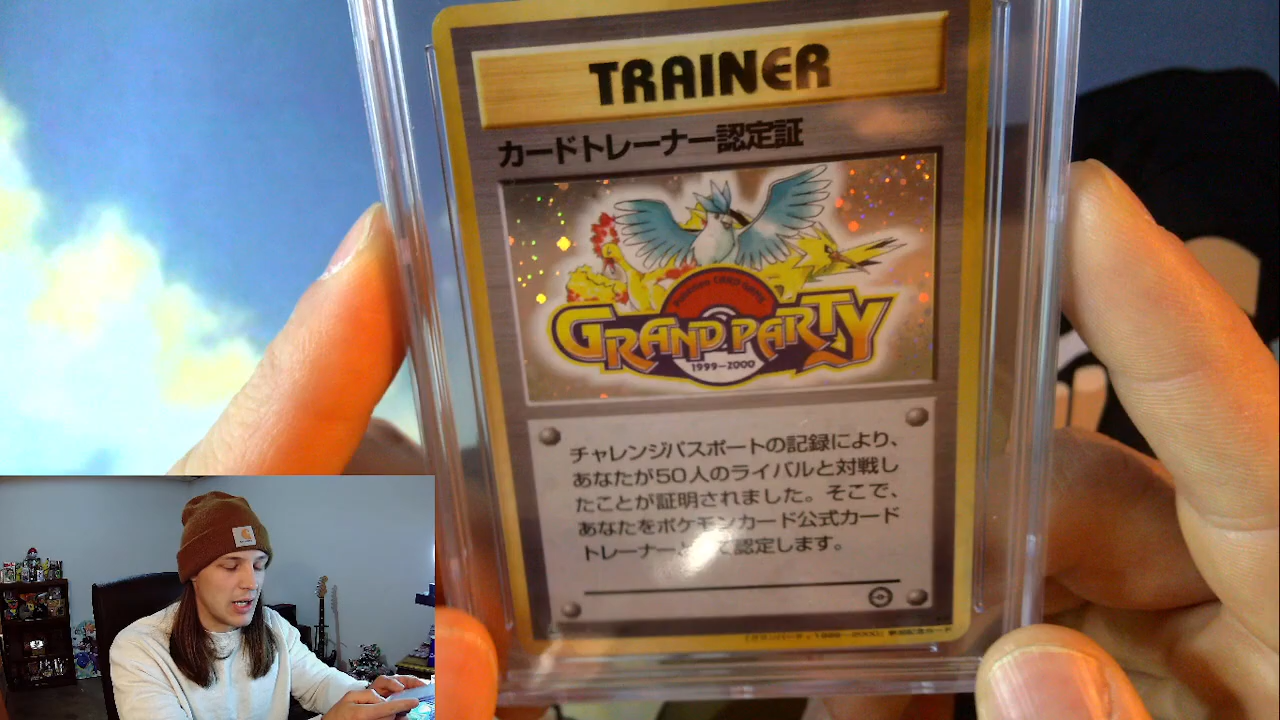 TRAINER
カードトレーナー認定証
POKéMON CARD GAME
GRAND PARTY
1999-2000
チャレンジパスポートの記録により、
あなたが50人のライバルと対戦し
たことが証明されました。そこで、
あなたをポケモンカード公式カード
トレーナーと て認定します。
1999-2000